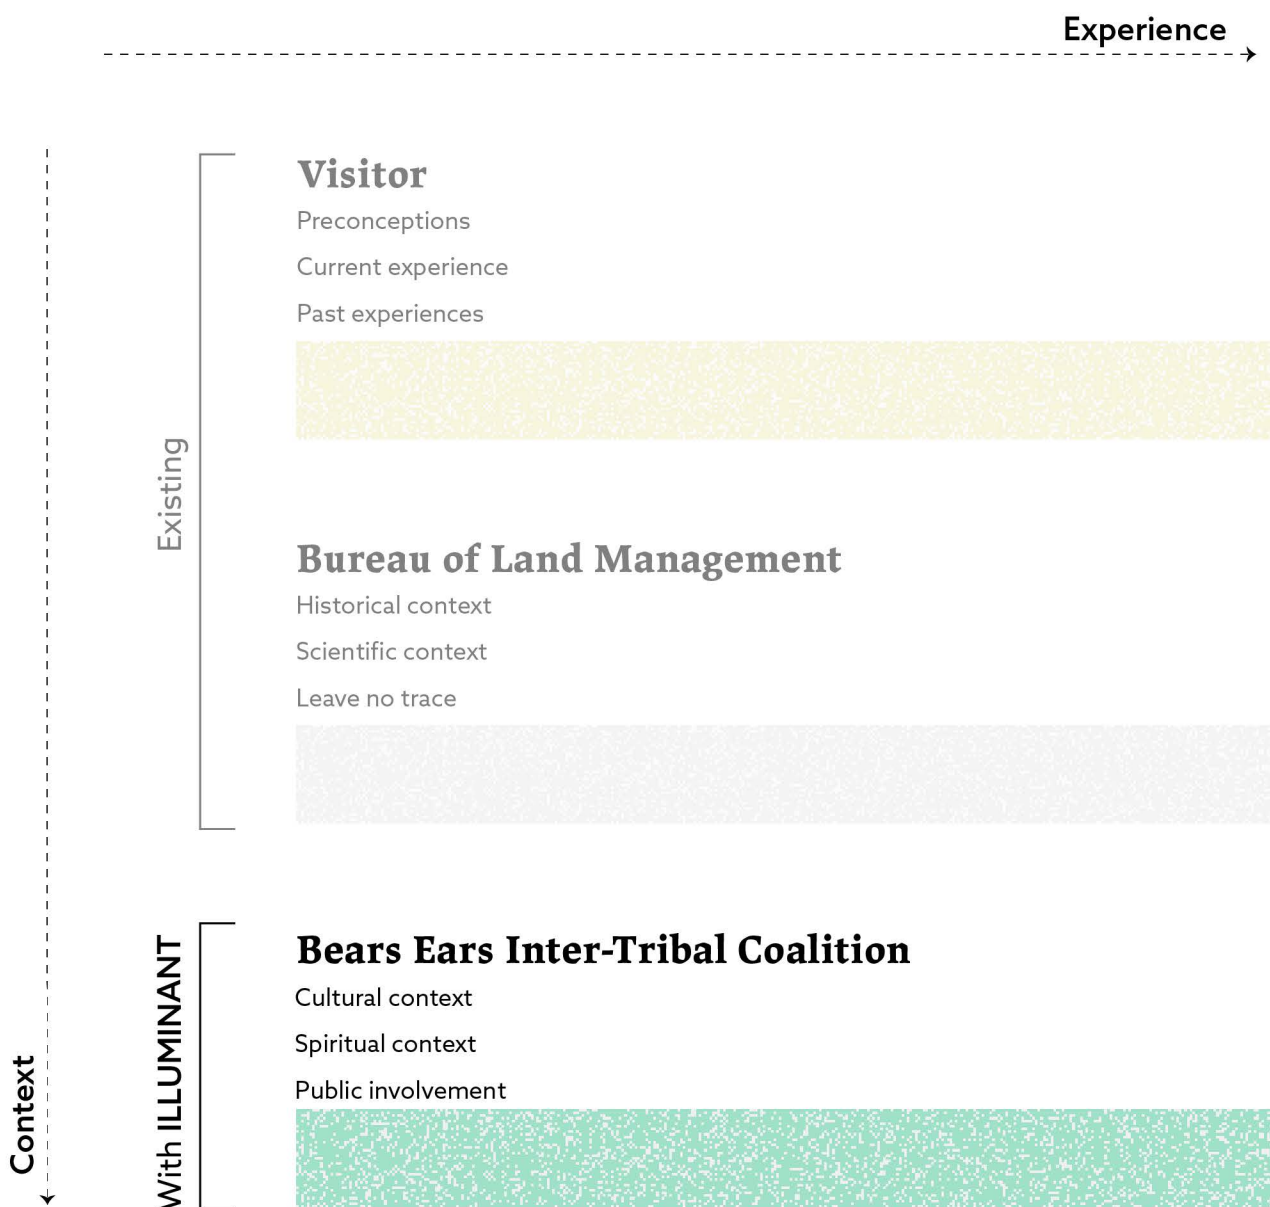 Experience
Existing
Visitor
Preconceptions
Current experience
Past experiences
Bureau of Land Management
Historical context
Scientific context
Leave no trace
Context
With ILLUMINANT
Bears Ears Inter-Tribal Coalition
Cultural context
Spiritual context
Public involvement